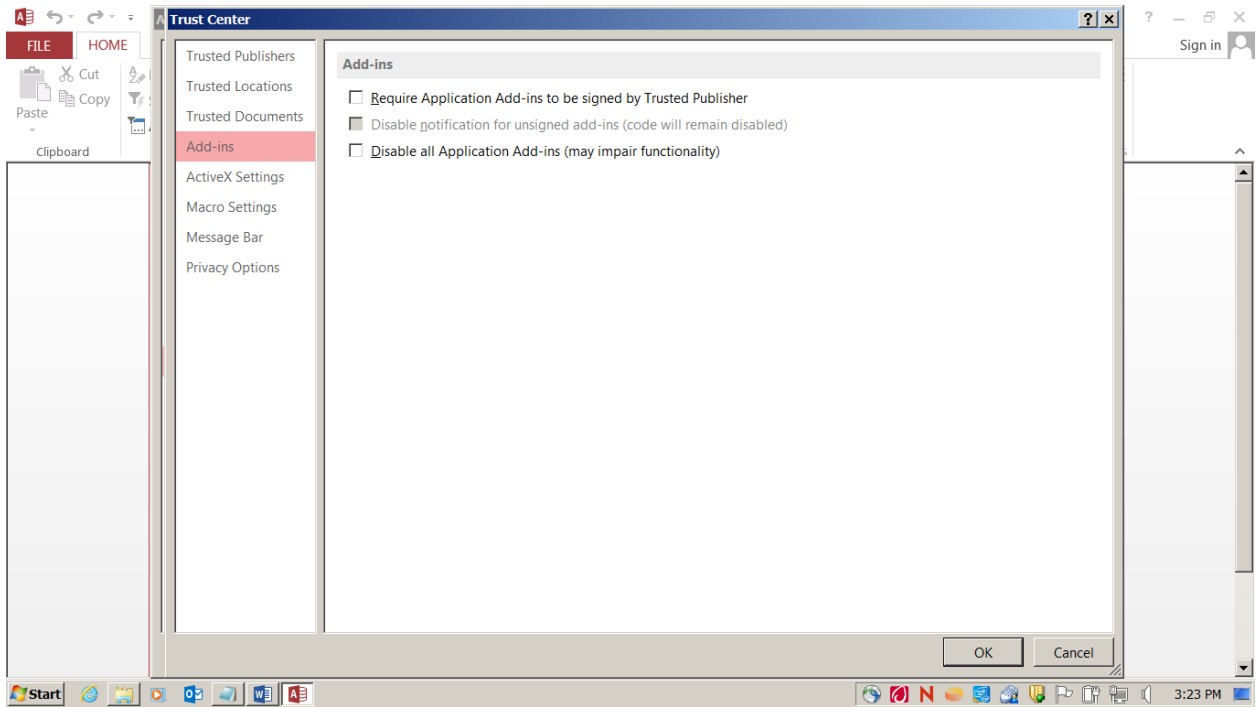 Trust Center
FILE
HOME
Sign in
Cut
Copy
Paste
Clipboard
Trusted Publishers
Trusted Locations
Trusted Documents
Add-ins
ActiveX Settings
Macro Settings
Message Bar
Privacy Options
Add-ins
Require Application Add-ins to be signed by Trusted Publisher
Disable notification for unsigned add-ins (code will remain disabled)
Disable all Application Add-ins (may impair functionality)
OK
Cancel
Start
3:23 PM